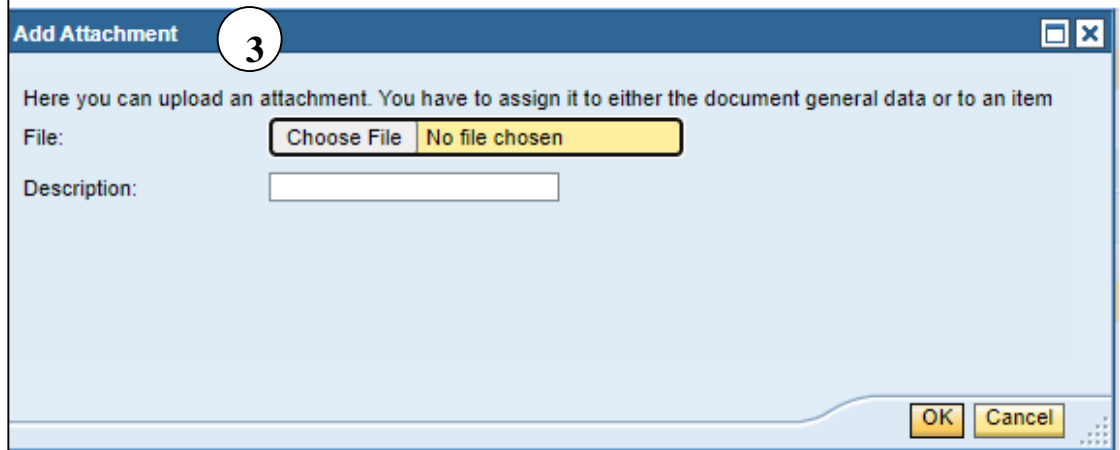 Add Attachment
3
Here you can upload an attachment. You have to assign it to either the document general data or to an item
File: Choose File No file chosen
Description:
OK Cancel